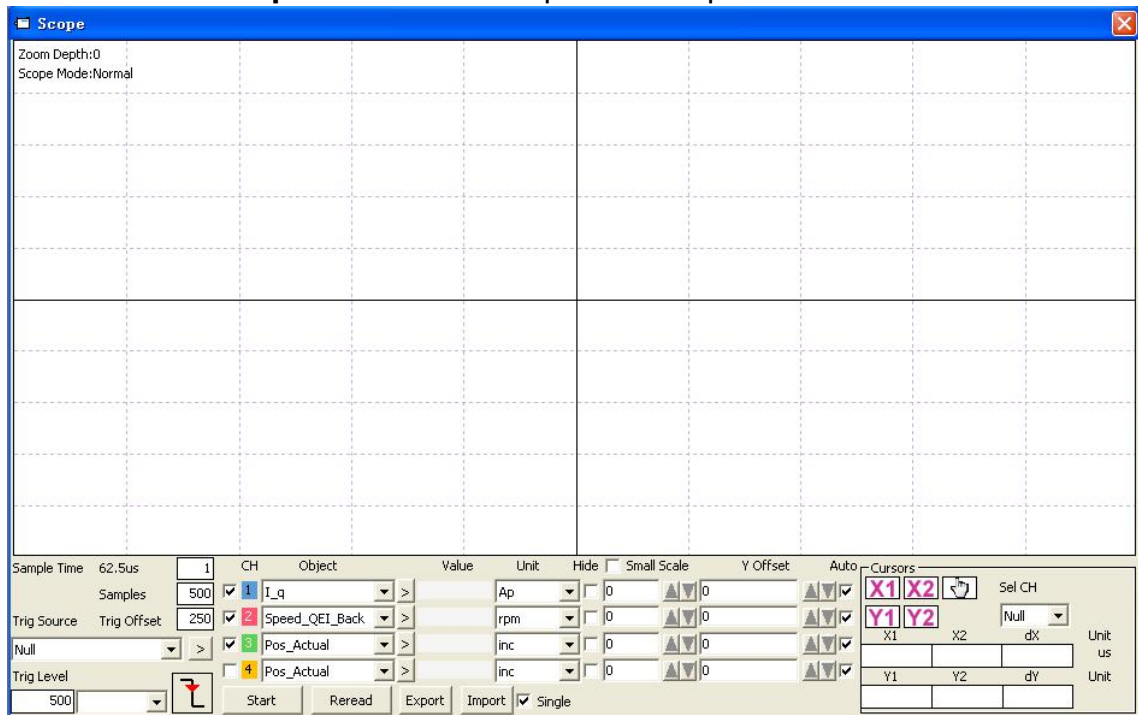 Scope
Zoom Depth:0
Scope Mode:Normal
Sample Time 62.5us 1 CH Object Value Unit Hide Small Scale Y Offset Auto Cursors
Samples 500 1 I_q > Ap 0 0 X1 X2 Sel CH
Trig Source Trig Offset 250 2 Speed_QEI_Back > rpm 0 0 Y1 Y2 Null
Null > 3 Pos_Actual > inc 0 0 X1 X2 dX Unit
us
Trig Level 4 Pos_Actual > inc 0 0 Y1 Y2 dY Unit
500 Start Reread Export Import Single